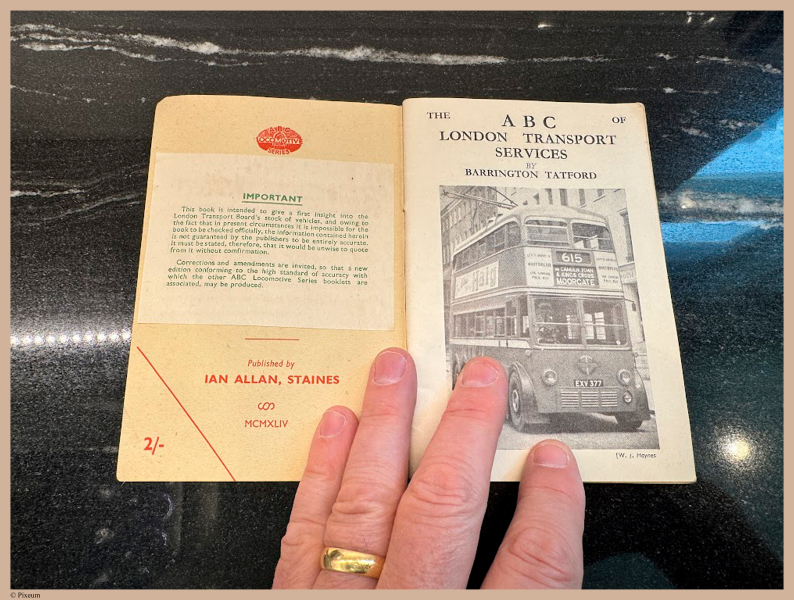 A·B·C
LOCOMOTIVE
SERIES
IMPORTANT
This book is intended to give a first insight into the
London Transport Board's stock of vehicles, and owing to
the fact that in present circumstances it is impossible for the
book to be checked officially, the information contained herein
is not guaranteed by the publishers to be entirely accurate.
It must be stated, therefore, that it would be unwise to quote
from it without confirmation.
Corrections and amendments are invited, so that a new
edition conforming to the high standard of accuracy with
which the other ABC Locomotive Series booklets are
associated, may be produced.
Published by
IAN ALLAN, STAINES
MCMXLIV
2/-
THE ABC OF
LONDON TRANSPORT
SERVICES
BY
BARRINGTON TATFORD
615
VIA CAMDEN TOWN
& KINGS CROSS
MOORGATE
Haig
EXV 377
[W. J. Haynes
© Pixeum